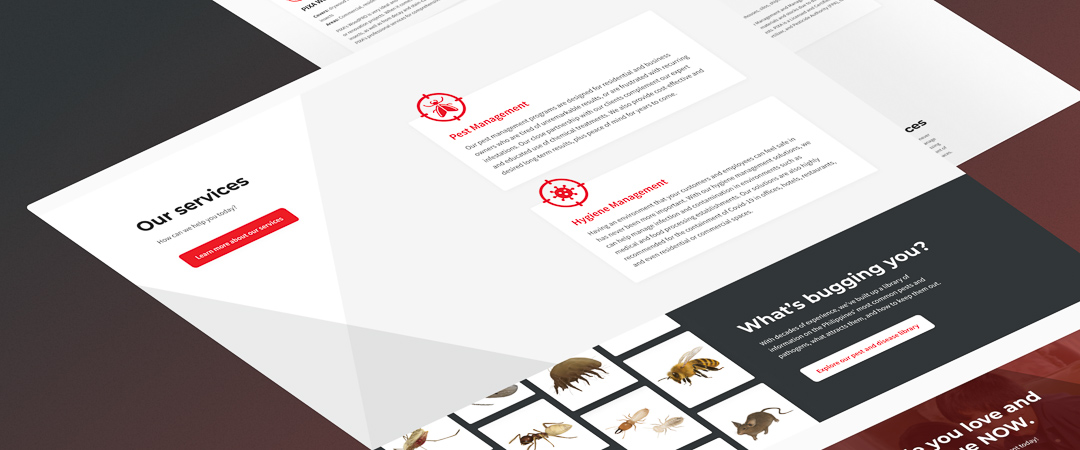 PIXA W
Our services
How can we help you today?
Learn more about our services
Pest Management
Our pest management programs are designed for residential and business
owners who are tired of unremarkable results, or are frustrated with recurring
infestations. Our close partnership with our clients complement our expert
and educated use of chemical treatments. We also provide cost-effective and
desired long-term results, plus peace of mind for years to come.
Hygiene Management
Having an environment that your customers and employees can feel safe in
has never been more important. With our hygiene management solutions, we
can help manage infection and contamination in environments such as
medical and food processing establishments. Our solutions are also highly
recommended for the containment of Covid-19 in offices, hotels, restaurants,
and even residential or commercial spaces.
ces
What's bugging you?
With decades of experience, we've built up a library of
information on the Philippines' most common pests and
pathogens, what attracts them, and how to keep them out.
Explore our pest and disease library
you love and
NOW.
today!